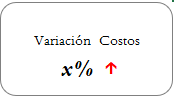 Variación Costos
x% ↑